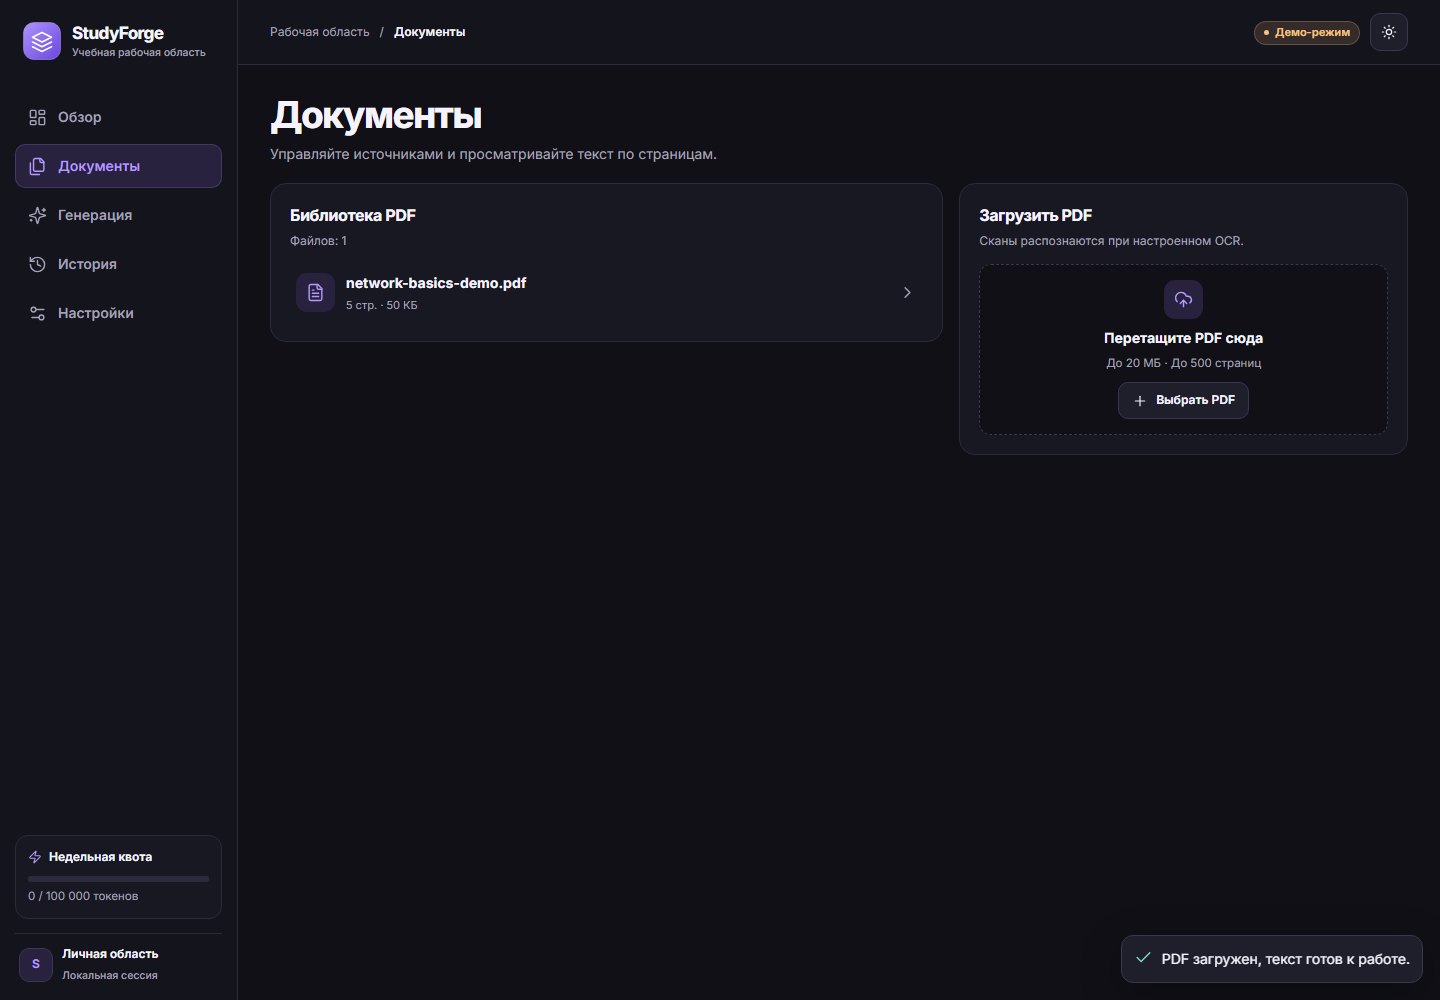 StudyForge
Учебная рабочая область
Обзор
Документы
Генерация
История
Настройки
Недельная квота
0 / 100 000 токенов
S
Личная область
Локальная сессия
Рабочая область / Документы
Демо-режим
Документы
Управляйте источниками и просматривайте текст по страницам.
Библиотека PDF
Файлов: 1
network-basics-demo.pdf
5 стр. · 50 КБ
Загрузить PDF
Сканы распознаются при настроенном OCR.
Перетащите PDF сюда
До 20 МБ · До 500 страниц
Выбрать PDF
PDF загружен, текст готов к работе.